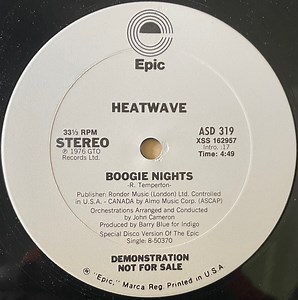 Epic
HEATWAVE
33⅓ RPM
STEREO
℗ 1976 GTO
Records Ltd.
ASD 319
XSS 162957
Intro. :17
Time: 4:49
BOOGIE NIGHTS
-R. Temperton-
Publisher: Rondor Music (London) Ltd. Controlled
in U.S.A. - CANADA by Almo Music Corp. (ASCAP)
Orchestrations Arranged and Conducted
by John Cameron
Produced by Barry Blue for Indigo
Special Disco Version Of The Epic
Single: 8-50370
DEMONSTRATION
NOT FOR SALE
"Epic," Marca Reg. Printed in U.S.A.